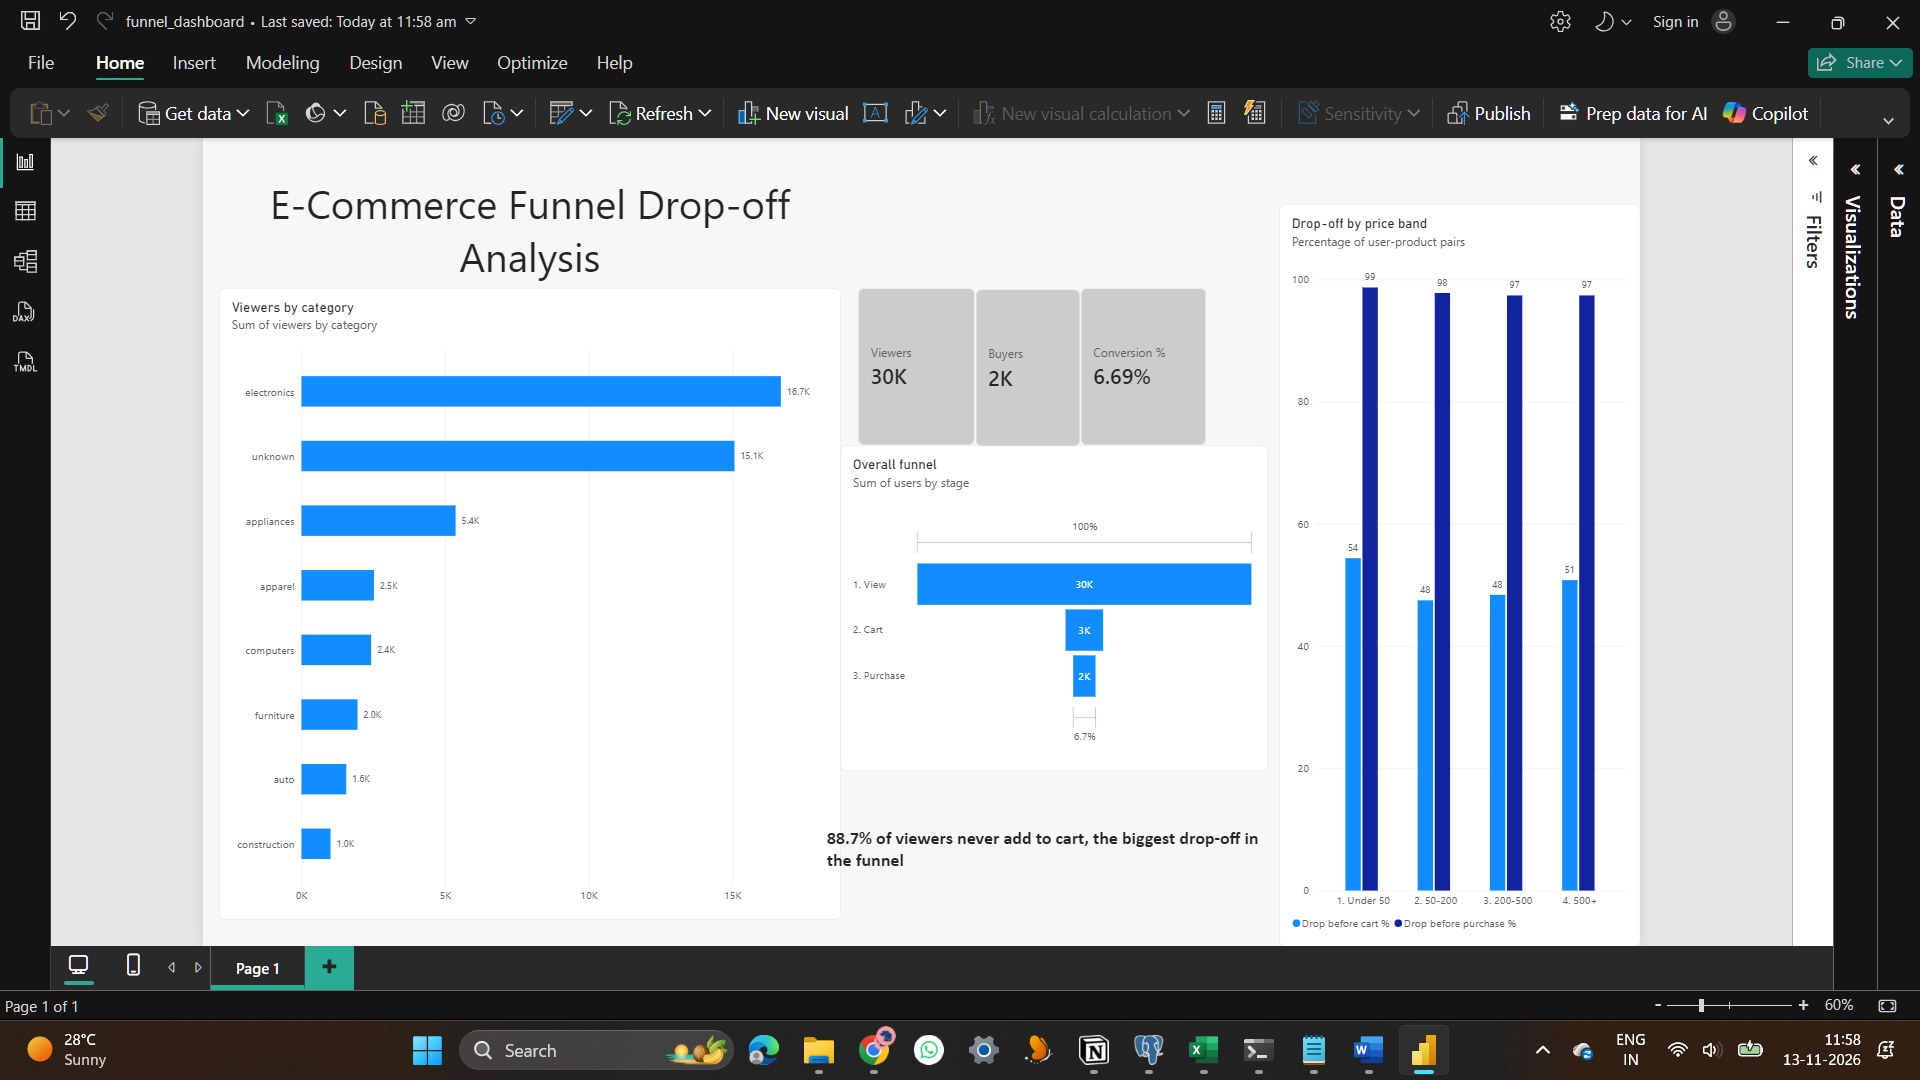 funnel_dashboard • Last saved: Today at 11:58 am
Sign in
File Home Insert Modeling Design View Optimize Help
Share
Get data
Refresh
New visual
New visual calculation
Sensitivity
Publish
Prep data for AI
Copilot
DAX
TMDL
E-Commerce Funnel Drop-off
Analysis
Viewers by category
Sum of viewers by category
electronics 16.7K
unknown 15.1K
appliances 5.4K
apparel 2.5K
computers 2.4K
furniture 2.0K
auto 1.6K
construction 1.0K
0K 5K 10K 15K
Viewers
30K
Buyers
2K
Conversion %
6.69%
Overall funnel
Sum of users by stage
100%
1. View 30K
2. Cart 3K
3. Purchase 2K
6.7%
88.7% of viewers never add to cart, the biggest drop-off in
the funnel
Drop-off by price band
Percentage of user-product pairs
100
80
60
40
20
0
54 99
48 98
48 97
51 97
1. Under 50 2. 50-200 3. 200-500 4. 500+
Drop before cart % Drop before purchase %
Filters
Visualizations
Data
Page 1
Page 1 of 1
- + 60%
28°C
Sunny
Search
ENG
IN
11:58
13-11-2026